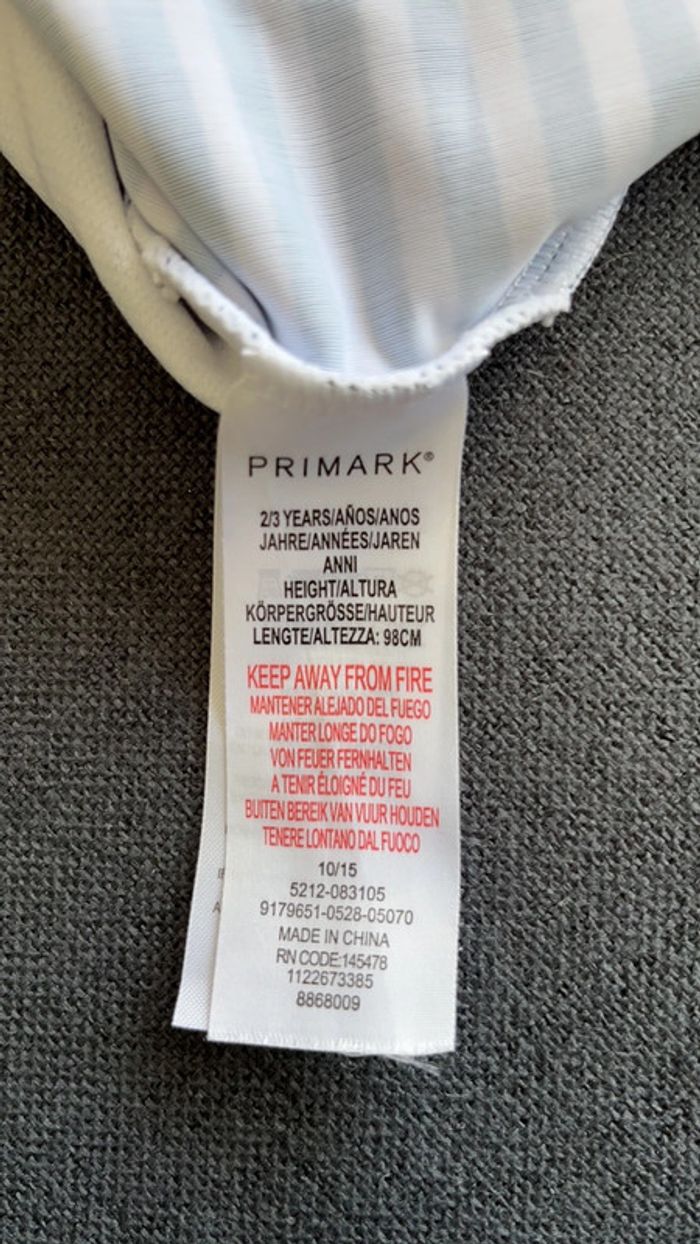 PRIMARK®
2/3 YEARS/AÑOS/ANOS
JAHRE/ANNÉES/JAREN
ANNI
HEIGHT/ALTURA
KÖRPERGRÖSSE/HAUTEUR
LENGTE/ALTEZZA: 98CM
KEEP AWAY FROM FIRE
MANTENER ALEJADO DEL FUEGO
MANTER LONGE DO FOGO
VON FEUER FERNHALTEN
A TENIR ÉLOIGNÉ DU FEU
BUITEN BEREIK VAN VUUR HOUDEN
TENERE LONTANO DAL FUOCO
10/15
5212-083105
9179651-0528-05070
MADE IN CHINA
RN CODE:145478
1122673385
8868009